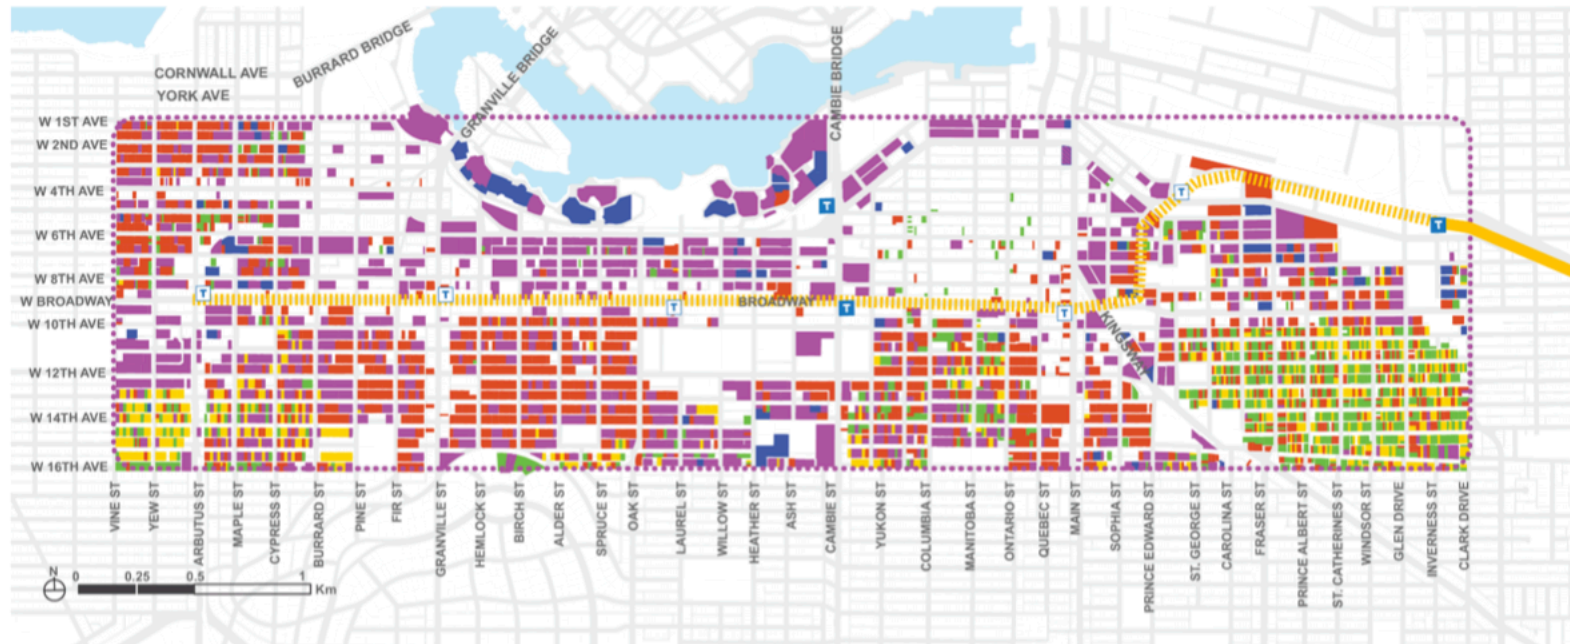 CORNWALL AVE
YORK AVE
BURRARD BRIDGE
GRANVILLE BRIDGE
CAMBIE BRIDGE
W 1ST AVE
W 2ND AVE
W 4TH AVE
W 6TH AVE
W 8TH AVE
W BROADWAY
W 10TH AVE
W 12TH AVE
W 14TH AVE
W 16TH AVE
BROADWAY
KINGSWAY
T
T
T
T
T
T
T
T
VINE ST
YEW ST
ARBUTUS ST
MAPLE ST
CYPRESS ST
BURRARD ST
PINE ST
FIR ST
GRANVILLE ST
HEMLOCK ST
BIRCH ST
ALDER ST
SPRUCE ST
OAK ST
LAUREL ST
WILLOW ST
HEATHER ST
ASH ST
CAMBIE ST
YUKON ST
COLUMBIA ST
MANITOBA ST
ONTARIO ST
QUEBEC ST
MAIN ST
SOPHIA ST
PRINCE EDWARD ST
ST. GEORGE ST
CAROLINA ST
FRASER ST
PRINCE ALBERT ST
ST. CATHERINES ST
WINDSOR ST
GLEN DRIVE
INVERNESS ST
CLARK DRIVE
N
0 0.25 0.5 1 Km